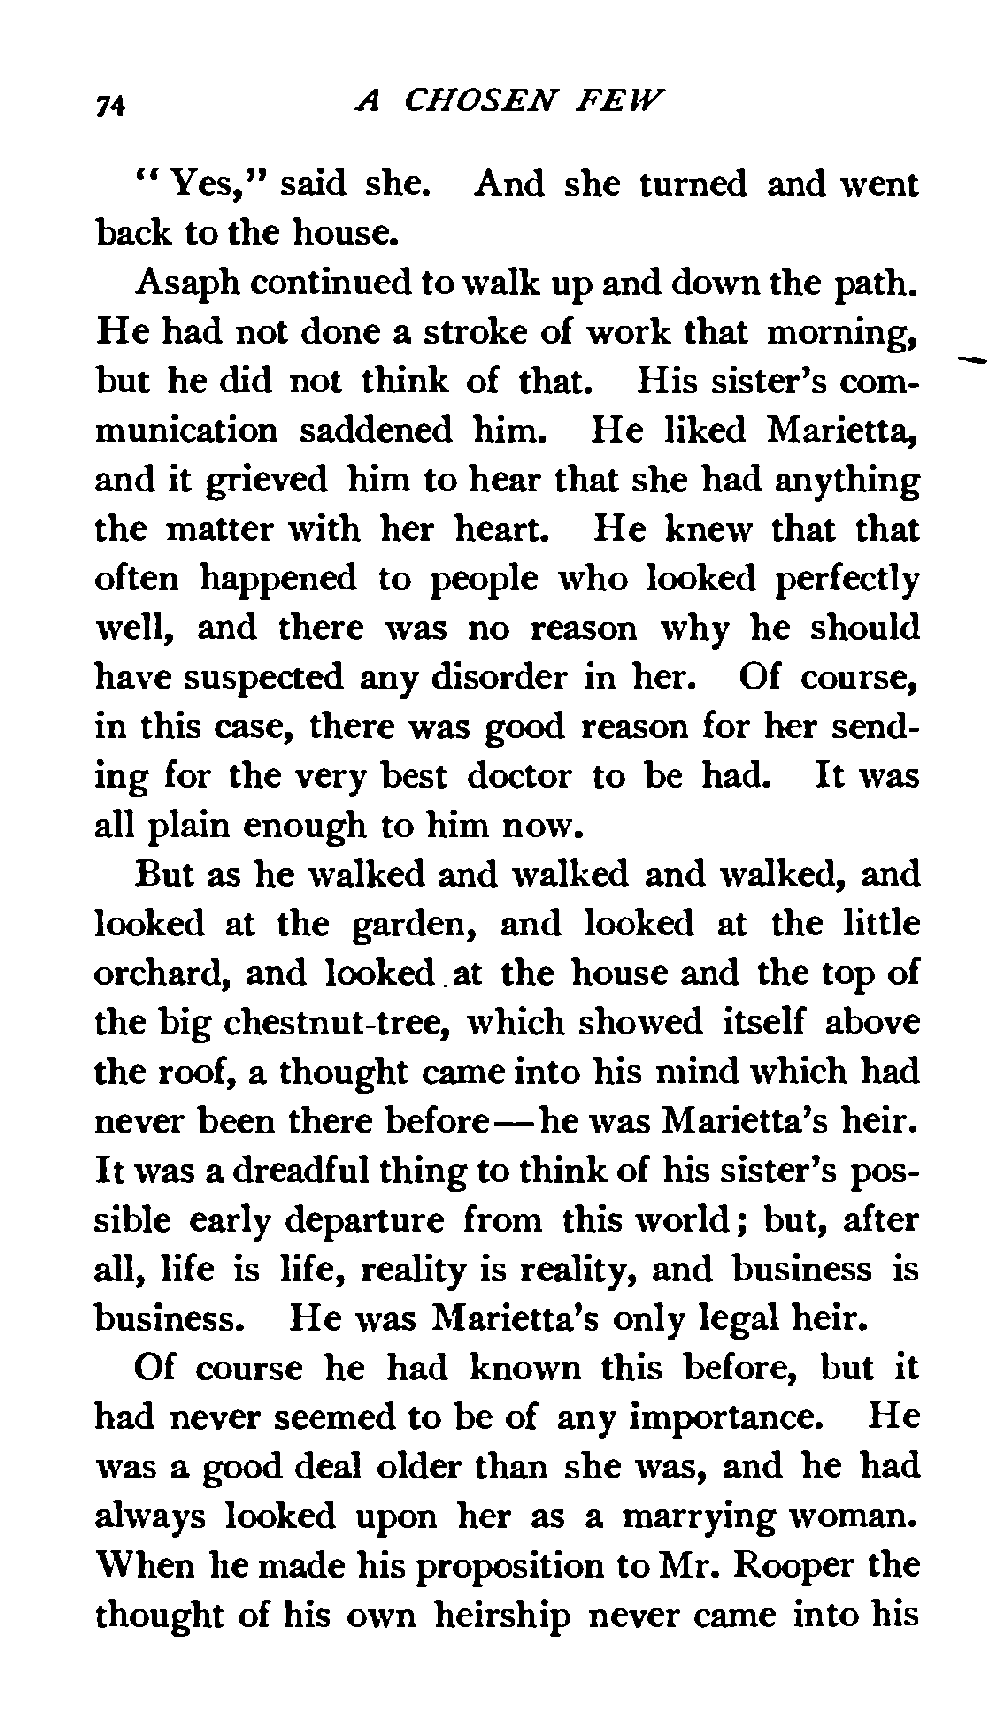 74 A CHOSEN FEW
"Yes," said she. And she turned and went
back to the house.
Asaph continued to walk up and down the path.
He had not done a stroke of work that morning,
but he did not think of that. His sister's com-
munication saddened him. He liked Marietta,
and it grieved him to hear that she had anything
the matter with her heart. He knew that that
often happened to people who looked perfectly
well, and there was no reason why he should
have suspected any disorder in her. Of course,
in this case, there was good reason for her send-
ing for the very best doctor to be had. It was
all plain enough to him now.
But as he walked and walked and walked, and
looked at the garden, and looked at the little
orchard, and looked at the house and the top of
the big chestnut-tree, which showed itself above
the roof, a thought came into his mind which had
never been there before—he was Marietta's heir.
It was a dreadful thing to think of his sister's pos-
sible early departure from this world; but, after
all, life is life, reality is reality, and business is
business. He was Marietta's only legal heir.
Of course he had known this before, but it
had never seemed to be of any importance. He
was a good deal older than she was, and he had
always looked upon her as a marrying woman.
When he made his proposition to Mr. Rooper the
thought of his own heirship never came into his